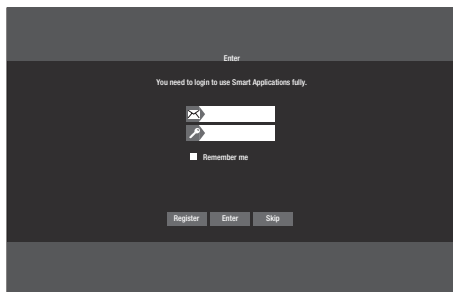 Enter
You need to login to use Smart Applications fully.
Remember me
Register Enter Skip